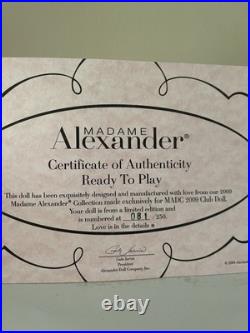 MADAME
Alexander®
Certificate of Authenticity
Ready To Play
This doll has been exquisitely designed and manufactured with love from our 2009
Madame Alexander® Collection made exclusively for MADC 2009 Club Doll.
Your doll is from a limited edition and
is numbered at 081 /250.
Love is in the details
President
Alexander Doll Company, Inc.